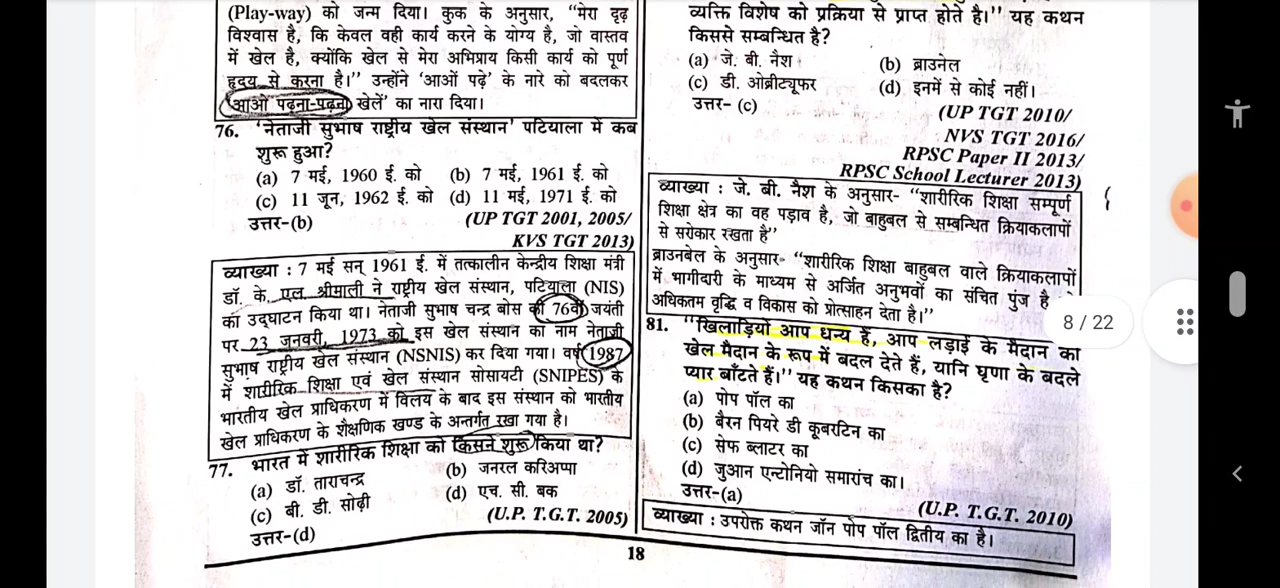 (Play-way) को जन्म दिया। कुक के अनुसार, “मेरा दृढ़
विश्वास है, कि केवल वही कार्य करने के योग्य है, जो वास्तव
में खेल है, क्योंकि खेल से मेरा अभिप्राय किसी कार्य को पूर्ण
हृदय से करना है।” उन्होंने ‘आओं पढ़े’ के नारे को बदलकर
‘आओं पढ़ना-पढ़ना खेलें’ का नारा दिया।
76. ‘नेताजी सुभाष राष्ट्रीय खेल संस्थान’ पटियाला में कब
शुरू हुआ?
(a) 7 मई, 1960 ई. को (b) 7 मई, 1961 ई. को
(c) 11 जून, 1962 ई. को (d) 11 मई, 1971 ई. को
उत्तर–(b) (UP TGT 2001, 2005/
KVS TGT 2013)
व्याख्या : 7 मई सन् 1961 ई. में तत्कालीन केन्द्रीय शिक्षा मंत्री
डॉ. के. एल. श्रीमाली ने राष्ट्रीय खेल संस्थान, पटियाला (NIS)
का उद्घाटन किया था। नेताजी सुभाष चन्द्र बोस की 76वीं जयंती
पर 23 जनवरी, 1973 को इस खेल संस्थान का नाम नेताजी
सुभाष राष्ट्रीय खेल संस्थान (NSNIS) कर दिया गया। वर्ष 1987
में शारीरिक शिक्षा एवं खेल संस्थान सोसायटी (SNIPES) के
भारतीय खेल प्राधिकरण में विलय के बाद इस संस्थान को भारतीय
खेल प्राधिकरण के शैक्षणिक खण्ड के अन्तर्गत रखा गया है।
77. भारत में शारीरिक शिक्षा को किसने शुरू किया था?
(a) डॉ. ताराचन्द्र (b) जनरल करिअप्पा
(c) बी. डी. सोढ़ी (d) एच. सी. बक
उत्तर–(d) (U.P. T.G.T. 2005)
व्यक्ति विशेष को प्रक्रिया से प्राप्त होते है।” यह कथन
किससे सम्बन्धित है?
(a) जे. बी. नैश (b) ब्राउनेल
(c) डी. ओब्रीट्यूफर (d) इनमें से कोई नहीं।
उत्तर– (c) (UP TGT 2010/
NVS TGT 2016/
RPSC Paper II 2013/
RPSC School Lecturer 2013)
व्याख्या : जे. बी. नैश के अनुसार– “शारीरिक शिक्षा सम्पूर्ण
शिक्षा क्षेत्र का वह पड़ाव है, जो बाहुबल से सम्बन्धित क्रियाकलापों
से सरोकार रखता है”
ब्राउनबेल के अनुसार– “शारीरिक शिक्षा बाहुबल वाले क्रियाकलापों
में भागीदारी के माध्यम से अर्जित अनुभवों का संचित पुंज है
अधिकतम वृद्धि व विकास को प्रोत्साहन देता है।”
8 / 22
81. “खिलाड़ियो आप धन्य हैं, आप लड़ाई के मैदान का
खेल मैदान के रूप में बदल देते हैं, यानि घृणा के बदले
प्यार बाँटते हैं।” यह कथन किसका है?
(a) पोप पॉल का
(b) बैरन पियरे डी कूबरटिन का
(c) सेफ ब्लाटर का
(d) जुआन एन्टोनियो समारांच का।
उत्तर–(a) (U.P. T.G.T. 2010)
व्याख्या : उपरोक्त कथन जॉन पोप पॉल द्वितीय का है।
18